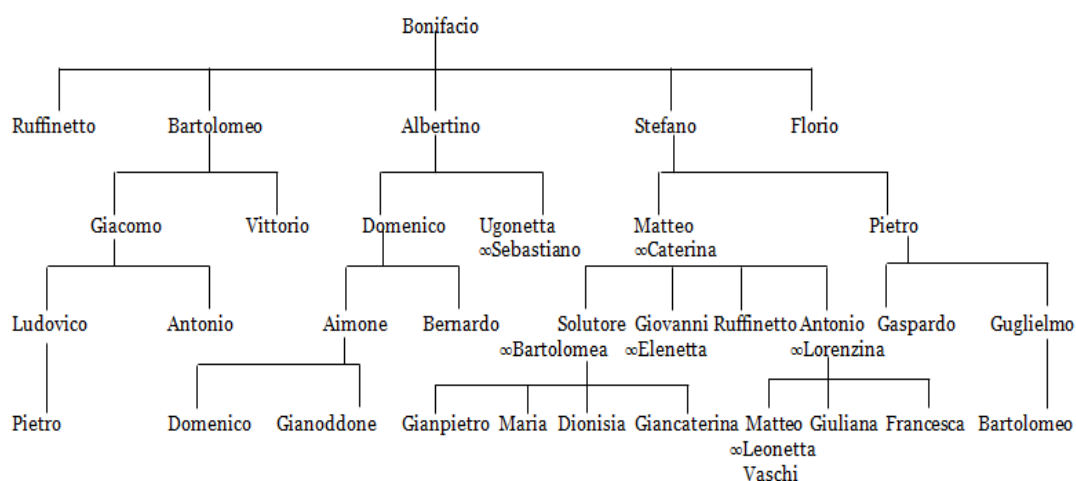 Bonifacio
Ruffinetto Bartolomeo Albertino Stefano Florio
Giacomo Vittorio Domenico Ugonetta Matteo Pietro
∞Sebastiano ∞Caterina
Ludovico Antonio Aimone Bernardo Solutore Giovanni Ruffinetto Antonio Gaspardo Guglielmo
∞Bartolomea ∞Elenetta ∞Lorenzina
Pietro Domenico Gianoddone Gianpietro Maria Dionisia Giancaterina Matteo Giuliana Francesca Bartolomeo
∞Leonetta
Vaschi